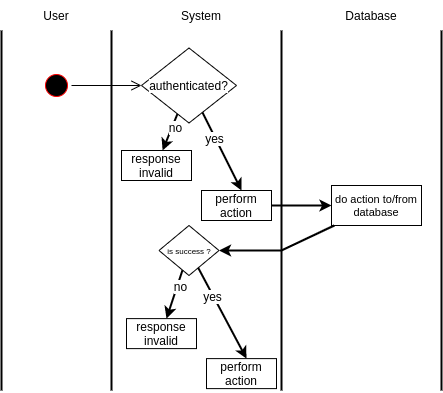 User
System
Database
authenticated?
no
yes
response
invalid
perform
action
do action to/from
database
is success ?
no
yes
response
invalid
perform
action